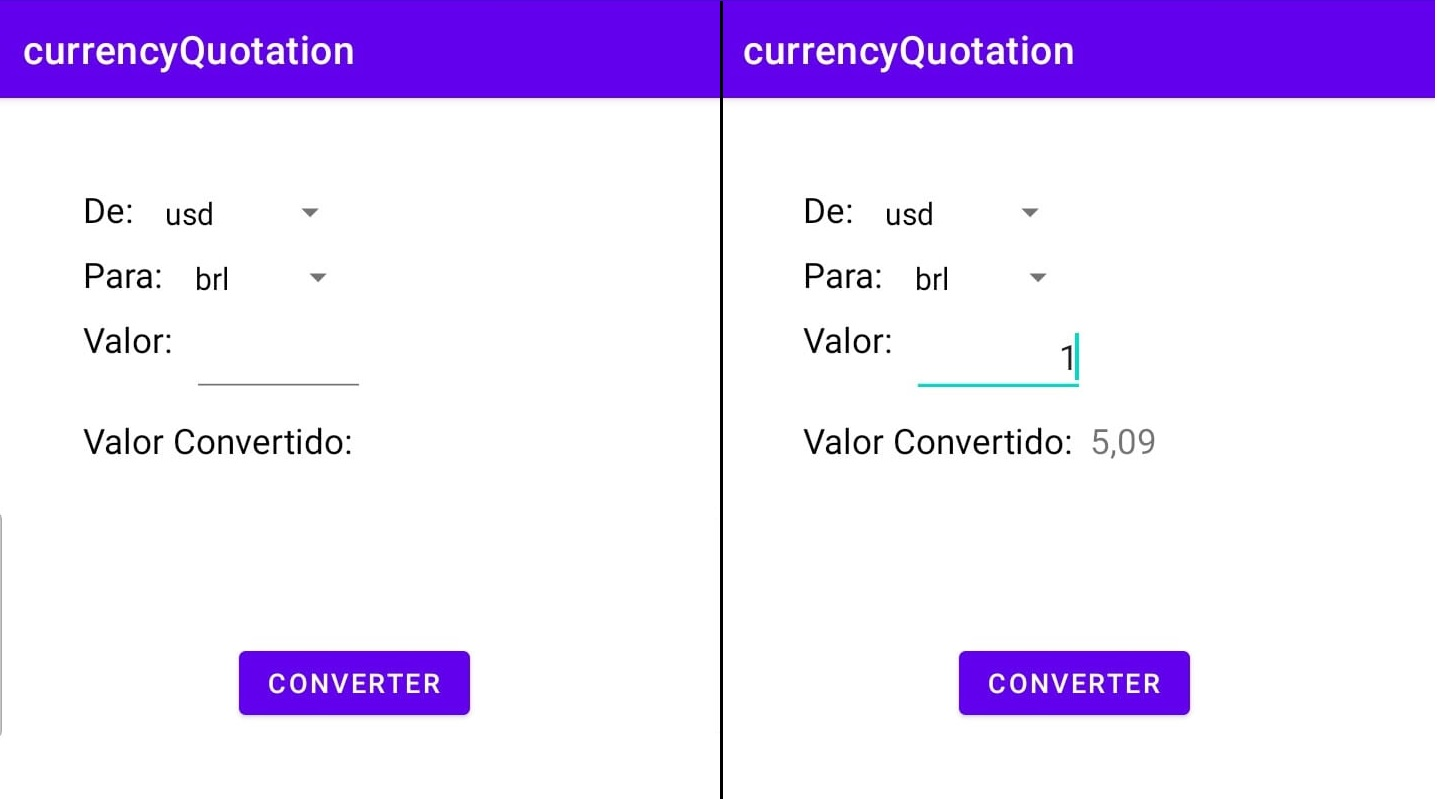 currencyQuotation
De: usd
Para: brl
Valor:
Valor Convertido:
CONVERTER
currencyQuotation
De: usd
Para: brl
Valor: 1
Valor Convertido: 5,09
CONVERTER